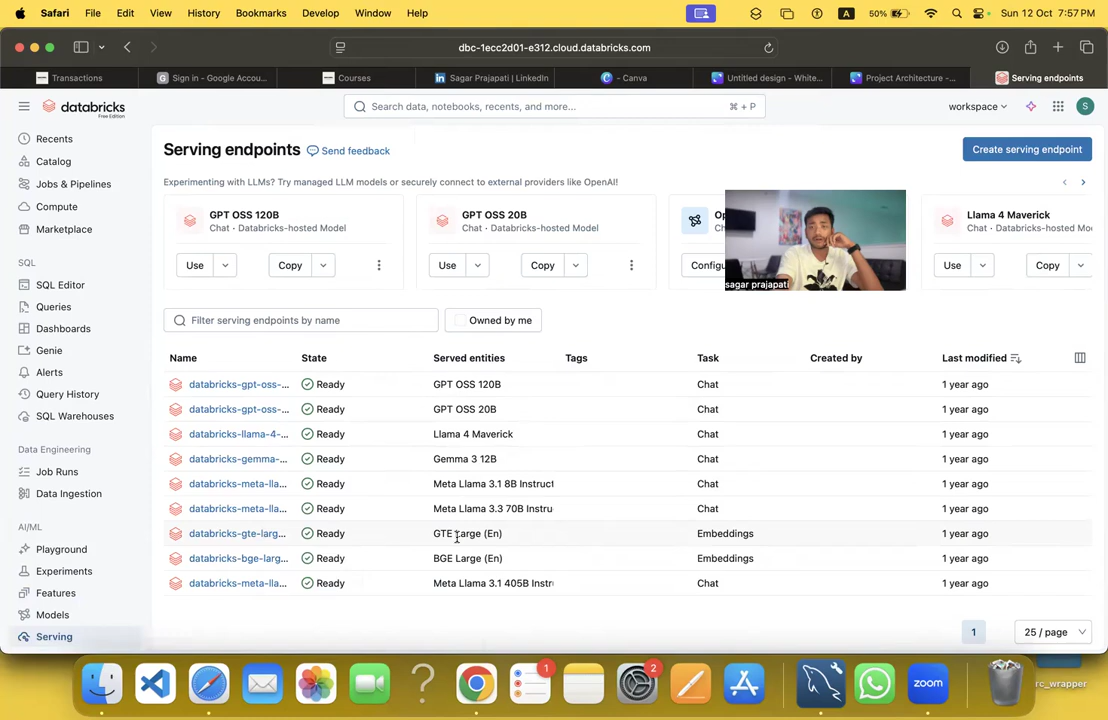 Safari File Edit View History Bookmarks Develop Window Help
A 50% Sun 12 Oct 7:57 PM
dbc-1ecc2d01-e312.cloud.databricks.com
Transactions
Sign in - Google Accou...
Courses
Sagar Prajapati | LinkedIn
- Canva
Untitled design - White...
Project Architecture -...
Serving endpoints
databricks
Free Edition
Search data, notebooks, recents, and more...
⌘ + P
workspace
S
Recents
Catalog
Jobs & Pipelines
Compute
Marketplace
SQL
SQL Editor
Queries
Dashboards
Genie
Alerts
Query History
SQL Warehouses
Data Engineering
Job Runs
Data Ingestion
AI/ML
Playground
Experiments
Features
Models
Serving
Serving endpoints
Send feedback
Create serving endpoint
Experimenting with LLMs? Try managed LLM models or securely connect to external providers like OpenAI!
GPT OSS 120B
Chat · Databricks-hosted Model
Use Copy
GPT OSS 20B
Chat · Databricks-hosted Model
Use Copy
Op
Ch
Configu
sagar prajapati
Llama 4 Maverick
Chat · Databricks-hosted Mo
Use Copy
Filter serving endpoints by name
Owned by me
Name State Served entities Tags Task Created by Last modified
databricks-gpt-oss-... Ready GPT OSS 120B Chat 1 year ago
databricks-gpt-oss-... Ready GPT OSS 20B Chat 1 year ago
databricks-llama-4-... Ready Llama 4 Maverick Chat 1 year ago
databricks-gemma-... Ready Gemma 3 12B Chat 1 year ago
databricks-meta-lla... Ready Meta Llama 3.1 8B Instruct Chat 1 year ago
databricks-meta-lla... Ready Meta Llama 3.3 70B Instru Chat 1 year ago
databricks-gte-larg... Ready GTE Large (En) Embeddings 1 year ago
databricks-bge-larg... Ready BGE Large (En) Embeddings 1 year ago
databricks-meta-lla... Ready Meta Llama 3.1 405B Instr Chat 1 year ago
1
25 / page
1
2
zoom
rc_wrapper